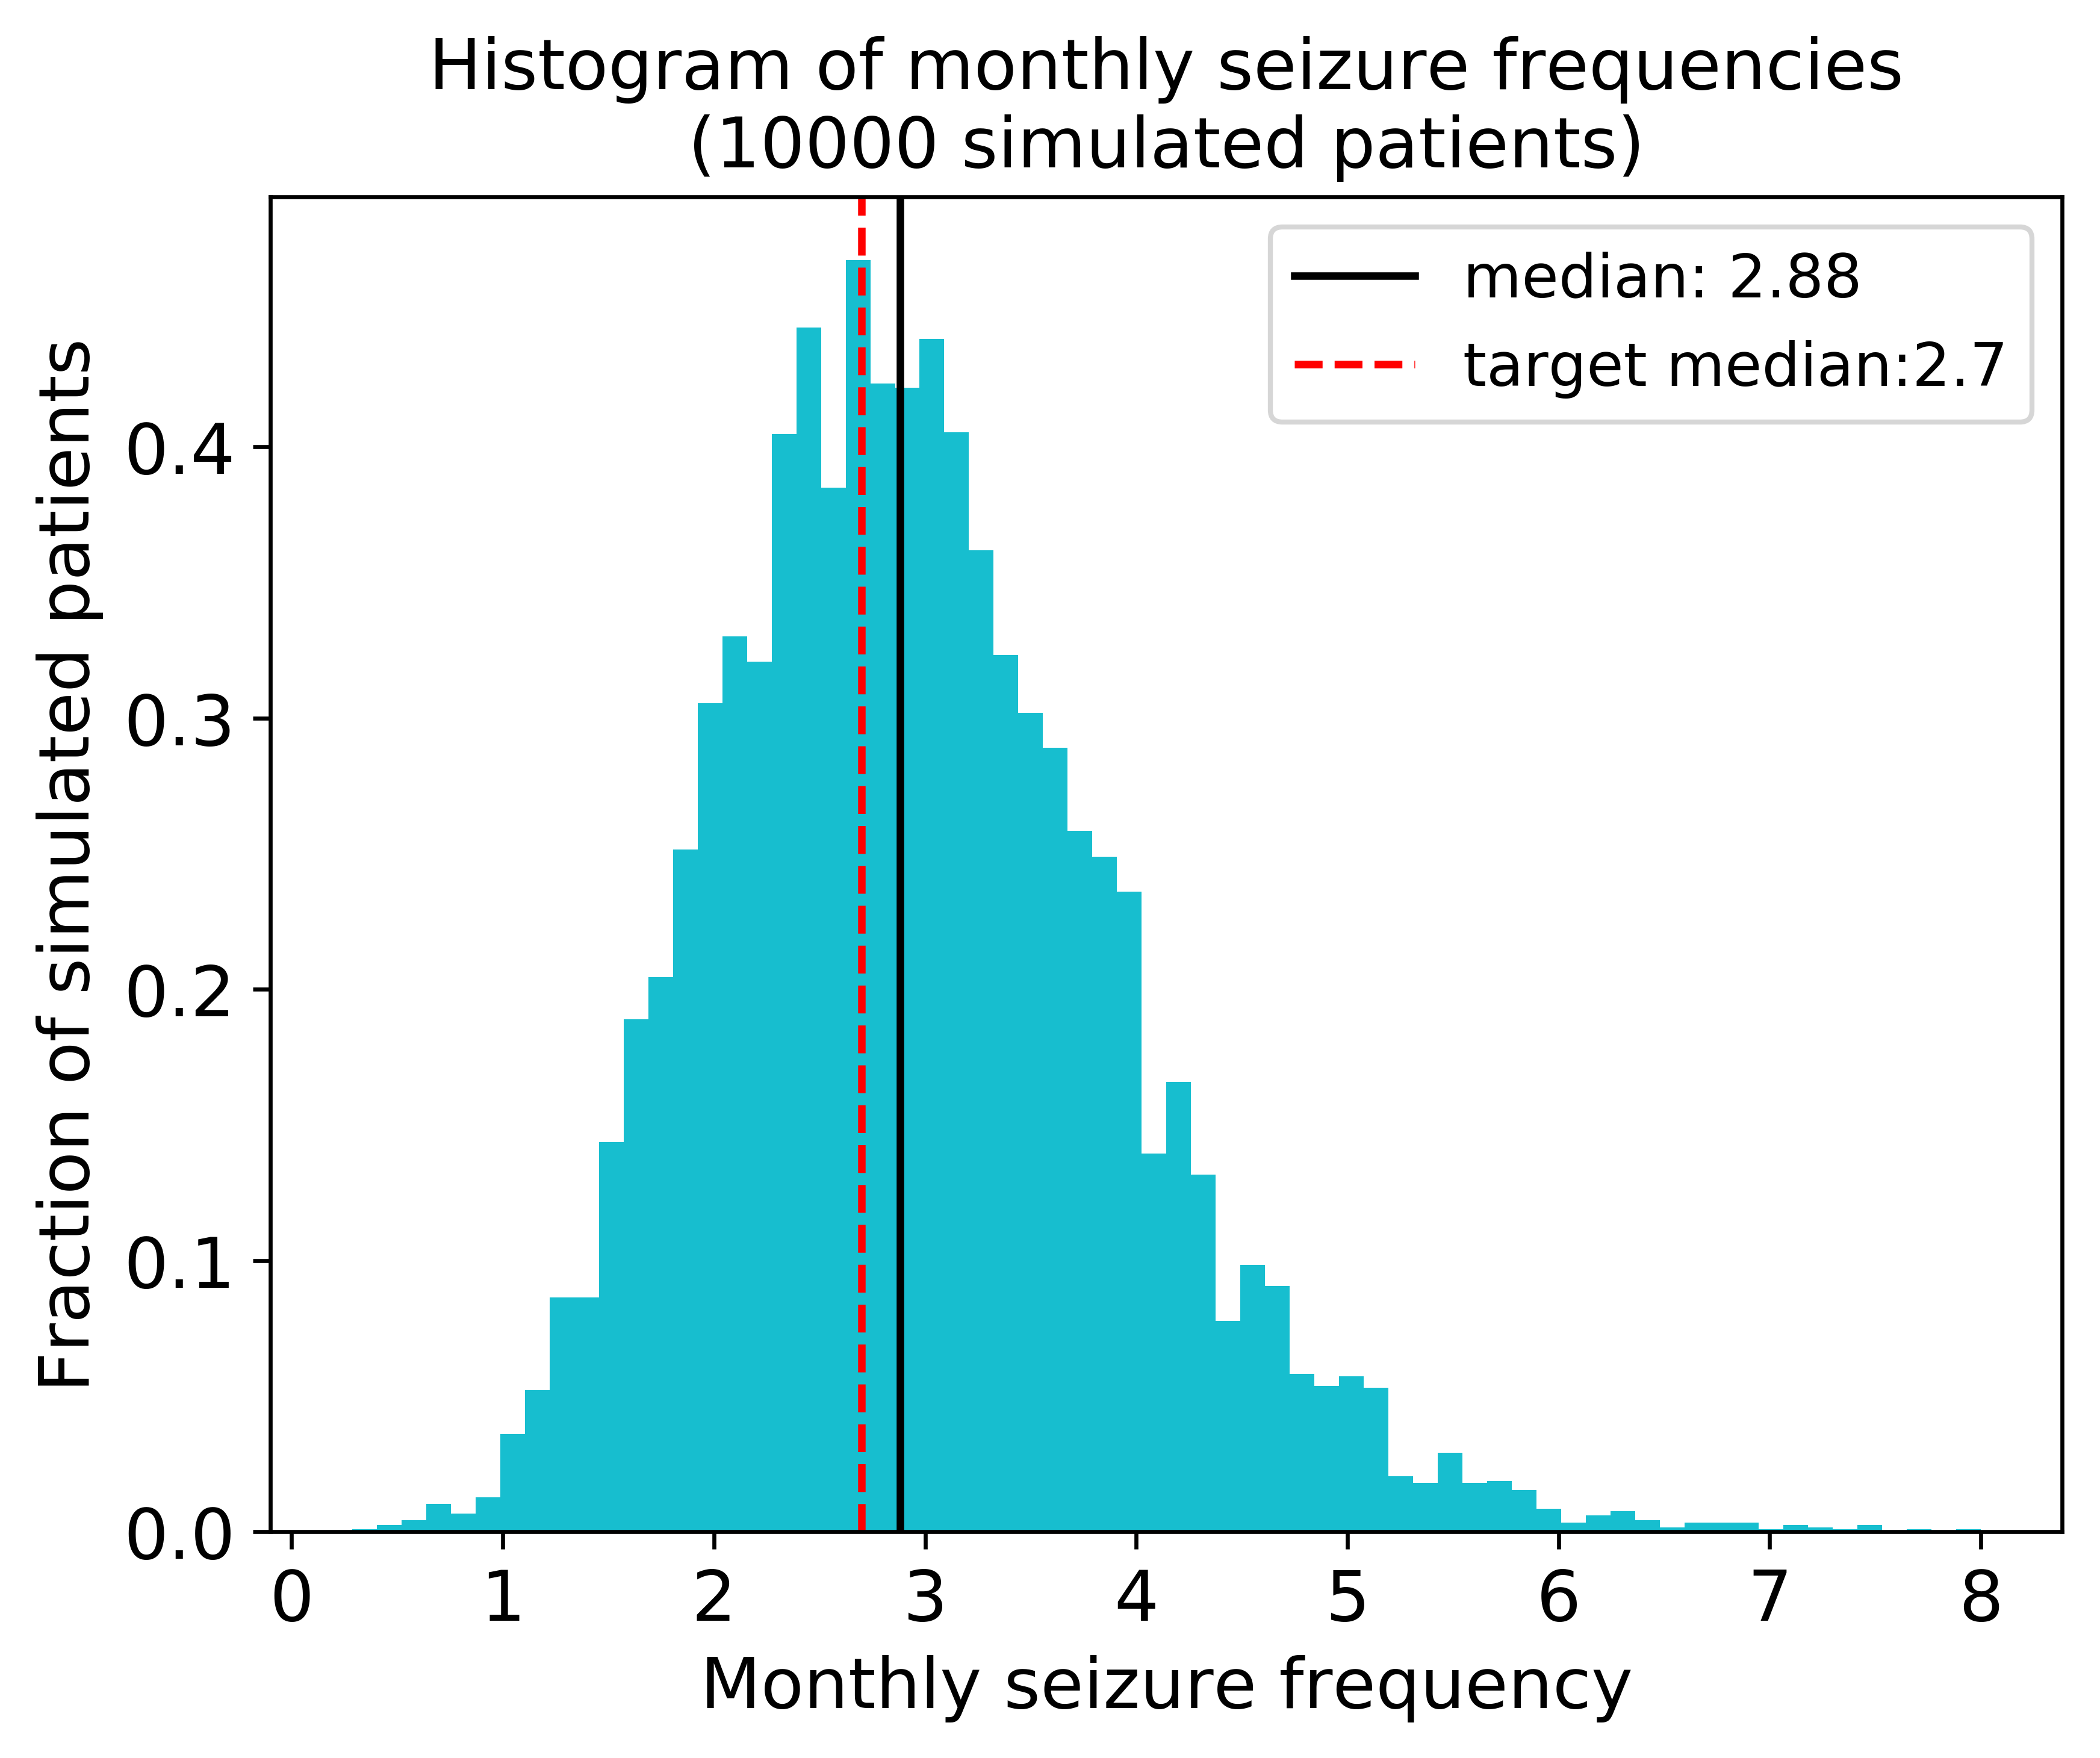 Histogram of monthly seizure frequencies
(10000 simulated patients)
median: 2.88
target median:2.7
Fraction of simulated patients
0.4
0.3
0.2
0.1
0.0
0 1 2 3 4 5 6 7 8
Monthly seizure frequency